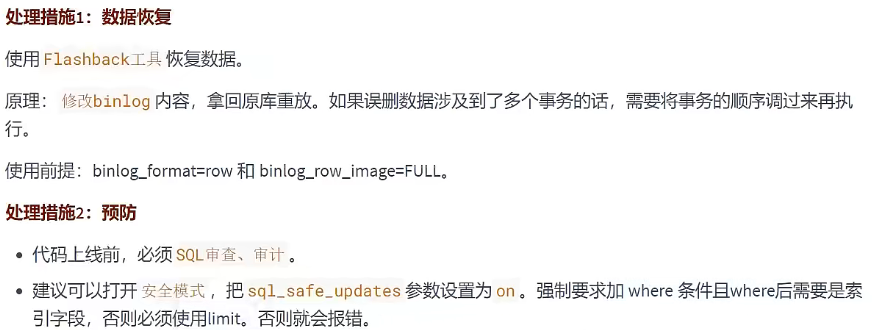 处理措施1：数据恢复
使用 Flashback工具 恢复数据。
原理： 修改binlog 内容，拿回原库重放。如果误删数据涉及到了多个事务的话，需要将事务的顺序调过来再执
行。
使用前提：binlog_format=row 和 binlog_row_image=FULL。
处理措施2：预防
• 代码上线前，必须 SQL审查、审计 。
• 建议可以打开 安全模式 ，把 sql_safe_updates 参数设置为 on 。强制要求加 where 条件且where后需要是索
引字段，否则必须使用limit。否则就会报错。